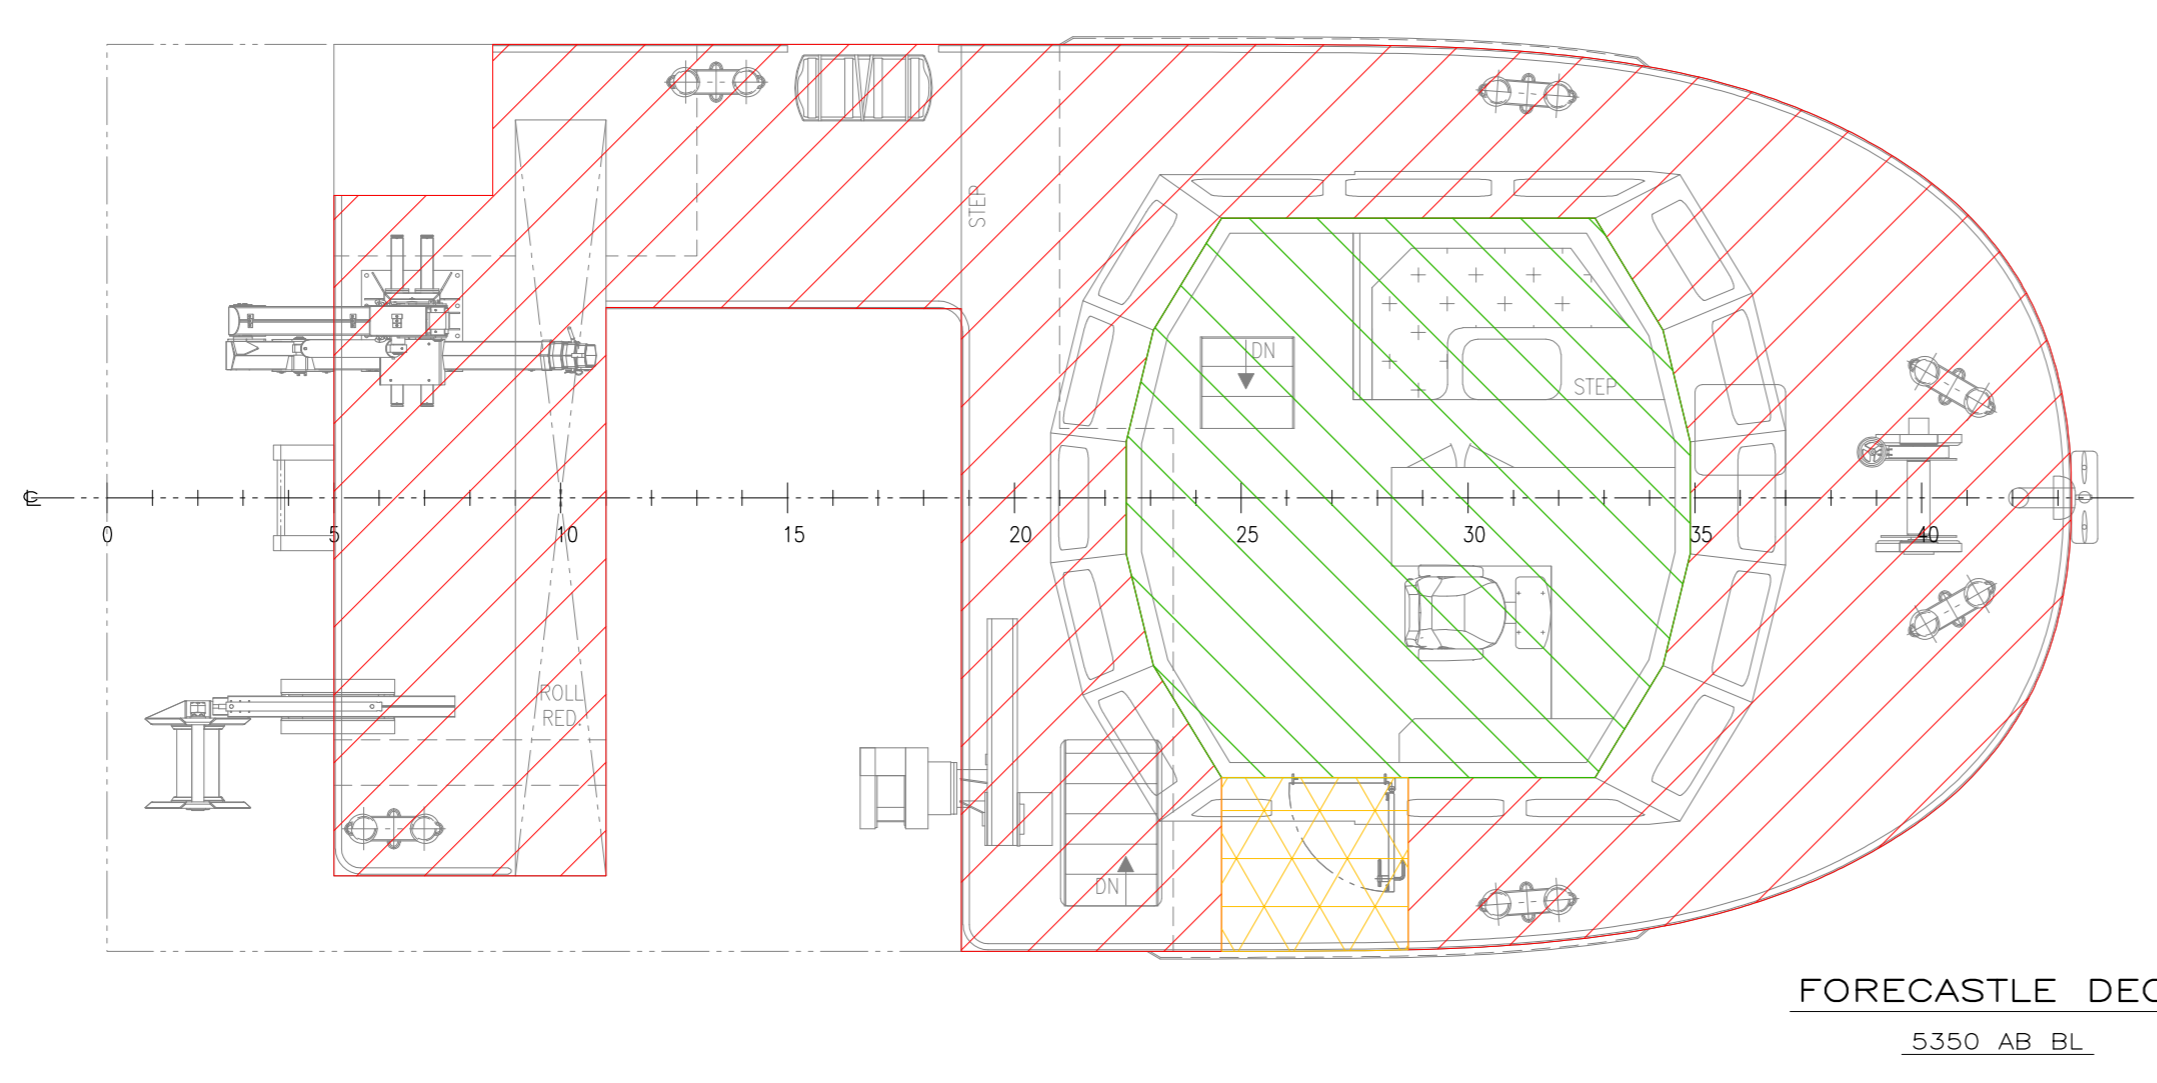 STEP
DN
STEP
℄
0 5 10 15 20 25 30 35 40
ROLL
RED.
DN
FORECASTLE DEC
5350 AB BL